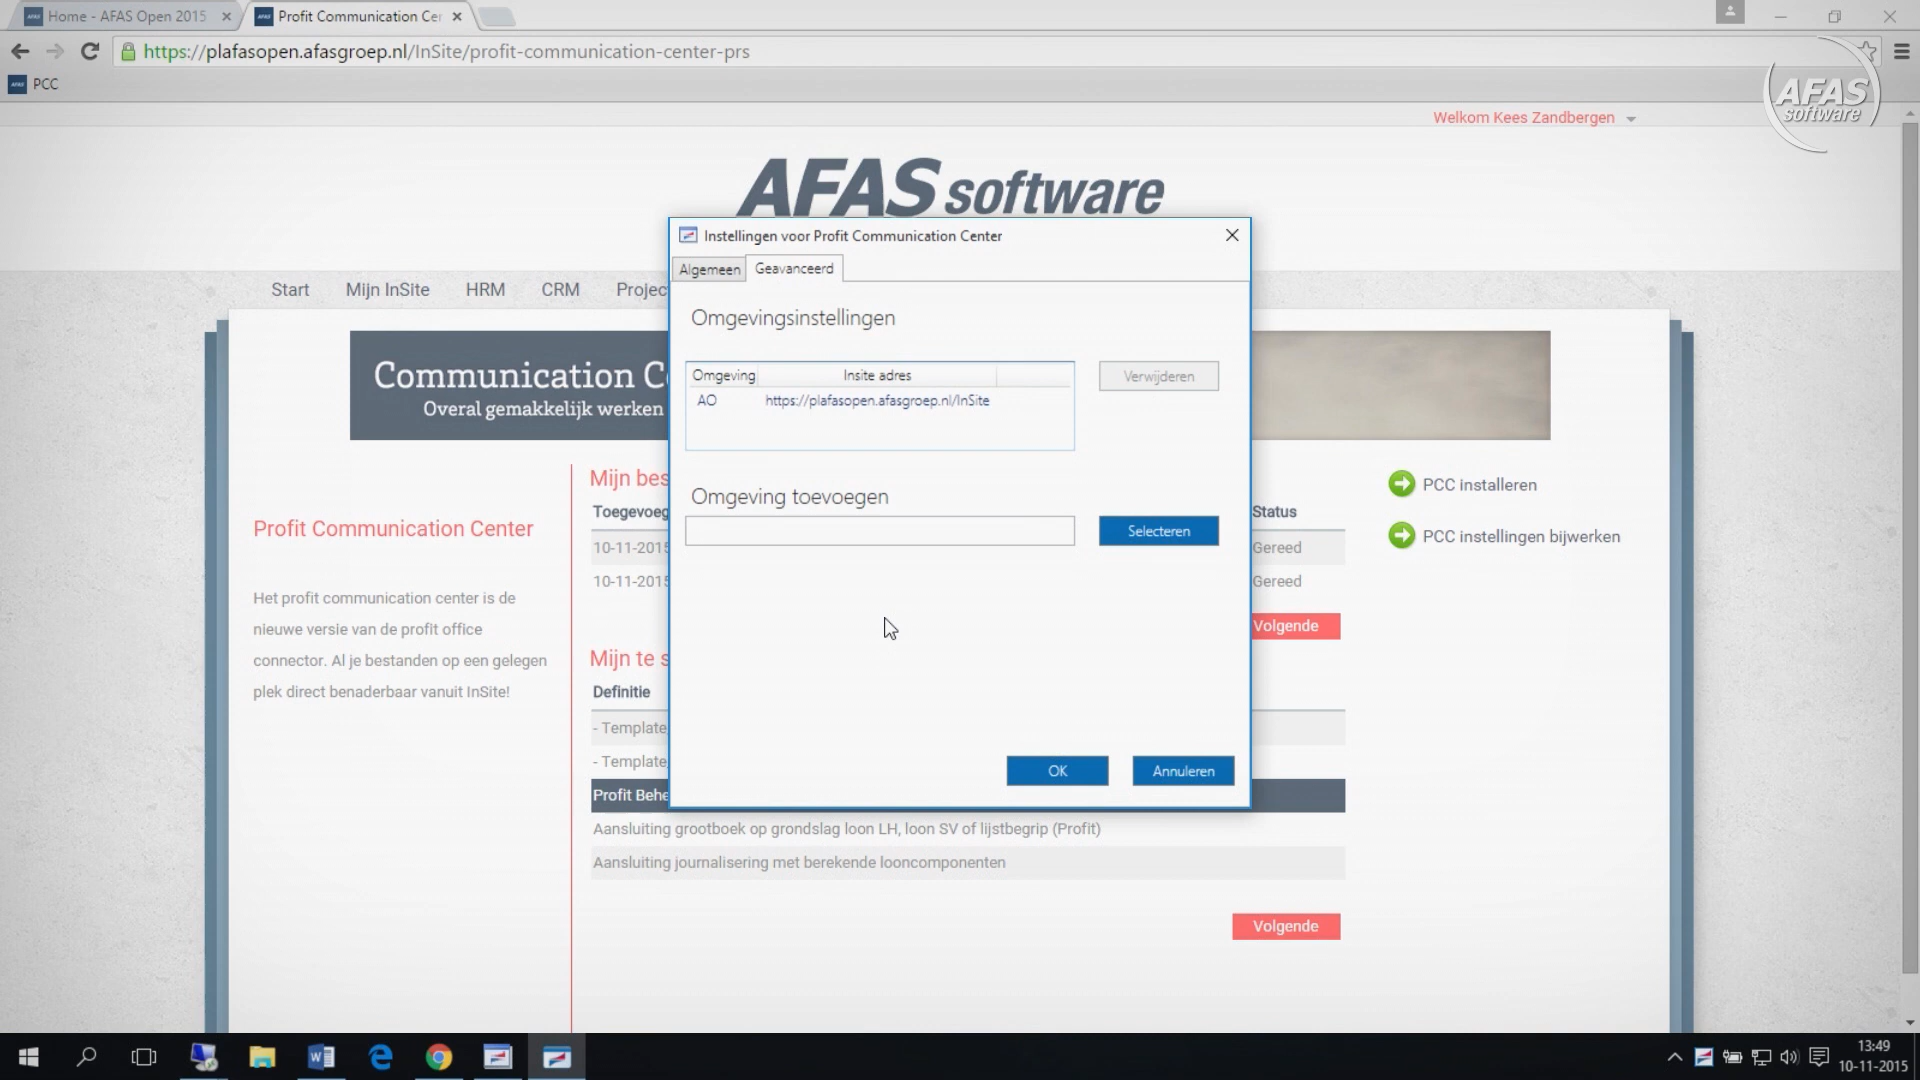 Home - AFAS Open 2015
Profit Communication Cer
https://plafasopen.afasgroep.nl/InSite/profit-communication-center-prs
PCC
AFAS
software
Welkom Kees Zandbergen
AFAS software
Start Mijn InSite HRM CRM Projec
Communication C
Overal gemakkelijk werken
Instellingen voor Profit Communication Center
Algemeen Geavanceerd
Omgevingsinstellingen
Omgeving Insite adres
AO https://plafasopen.afasgroep.nl/InSite
Verwijderen
Omgeving toevoegen
Selecteren
OK Annuleren
Profit Communication Center
Het profit communication center is de
nieuwe versie van de profit office
connector. Al je bestanden op een gelegen
plek direct benaderbaar vanuit InSite!
Mijn bes
Toegevoeg Status
10-11-2015 Gereed
10-11-2015 Gereed
Volgende
Mijn te s
Definitie
- Template,
- Template,
Profit Behe
Aansluiting grootboek op grondslag loon LH, loon SV of lijstbegrip (Profit)
Aansluiting journalisering met berekende looncomponenten
Volgende
PCC installeren
PCC instellingen bijwerken
13:49
10-11-2015